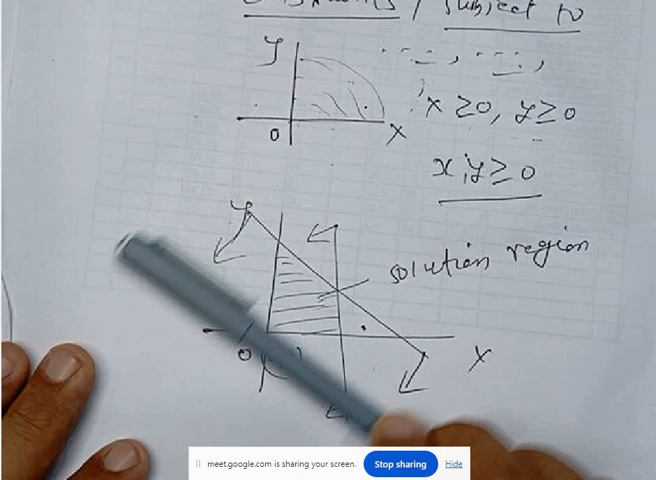 subject to
y
x ≥ 0, y ≥ 0
0
X
x, y ≥ 0
y
solution region
0
X
meet.google.com is sharing your screen. Stop sharing Hide